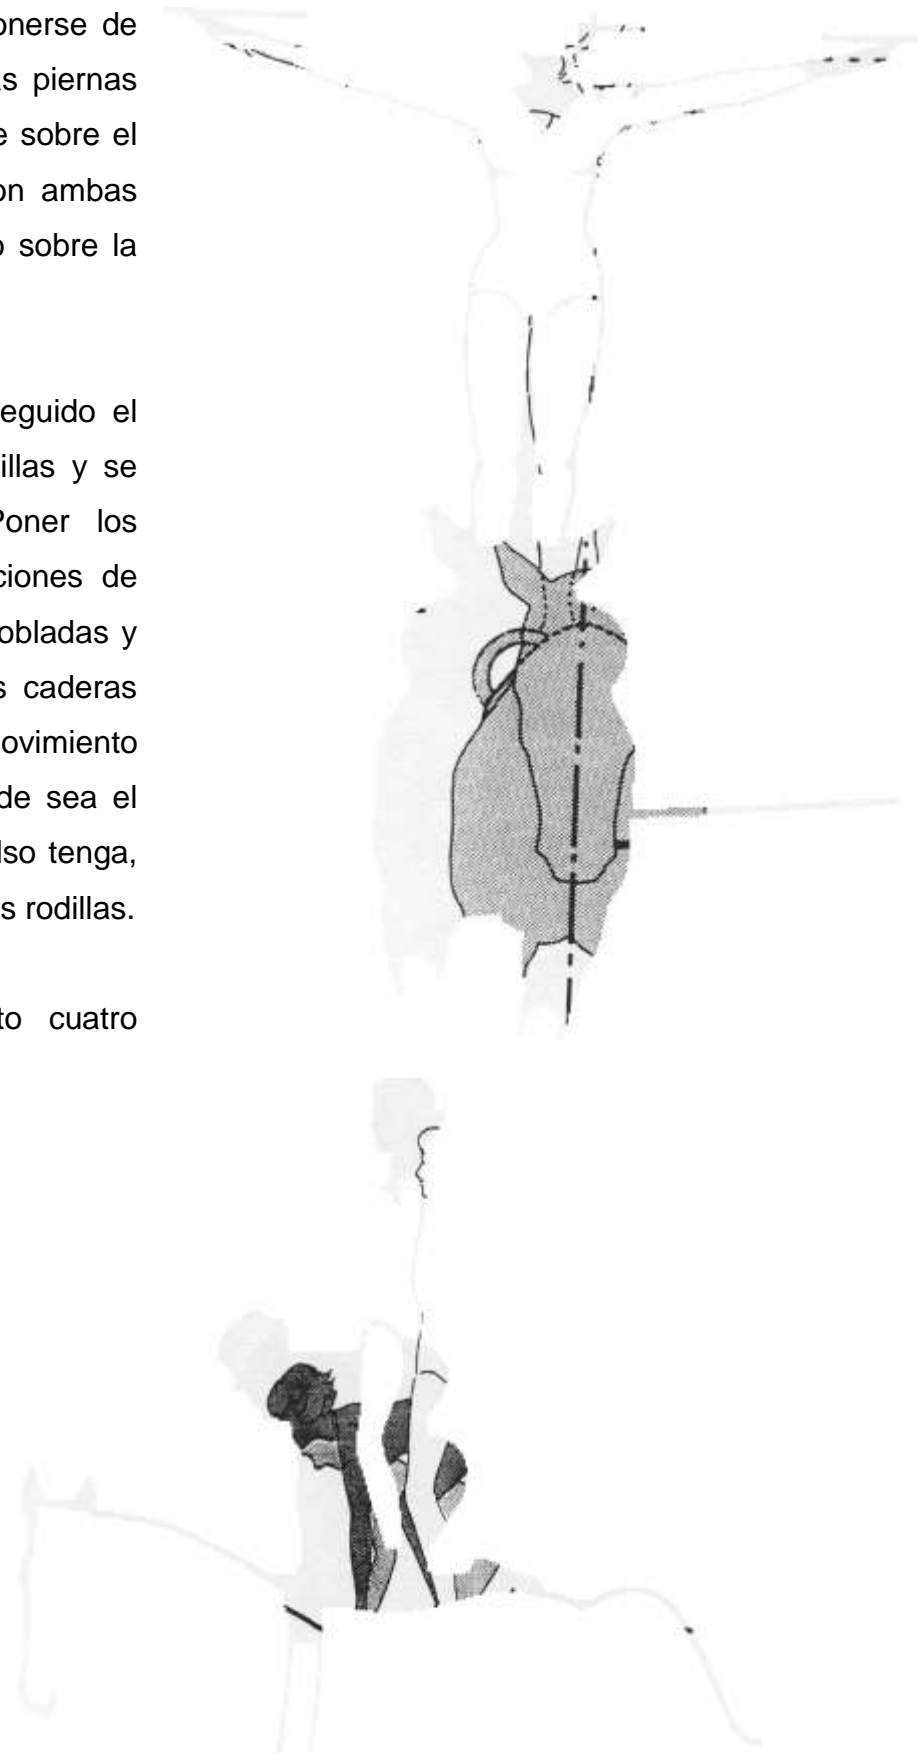 onerse de
s piernas
e sobre el
on ambas
o sobre la
eguido el
illas y se
Poner los
ciones de
obladas y
s caderas
ovimiento
de sea el
lso tenga,
s rodillas.
to cuatro